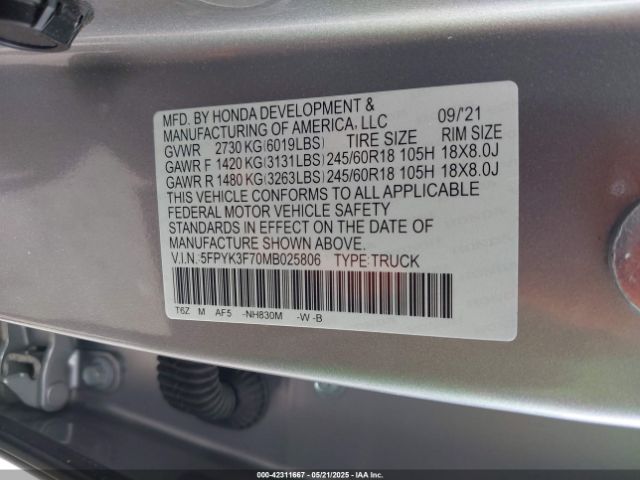 MFD. BY HONDA DEVELOPMENT &
MANUFACTURING OF AMERICA, LLC 09/'21
GVWR 2730 KG(6019LBS) TIRE SIZE RIM SIZE
GAWR F 1420 KG(3131LBS) 245/60R18 105H 18X8.0J
GAWR R 1480 KG(3263LBS) 245/60R18 105H 18X8.0J
THIS VEHICLE CONFORMS TO ALL APPLICABLE
FEDERAL MOTOR VEHICLE SAFETY
STANDARDS IN EFFECT ON THE DATE OF
MANUFACTURE SHOWN ABOVE.
V.I.N. :5FPYK3F70MB025806 TYPE:TRUCK
T6Z M AF5 -NH830M -W -B
000-42311667 - 05/21/2025 - IAAI.COM